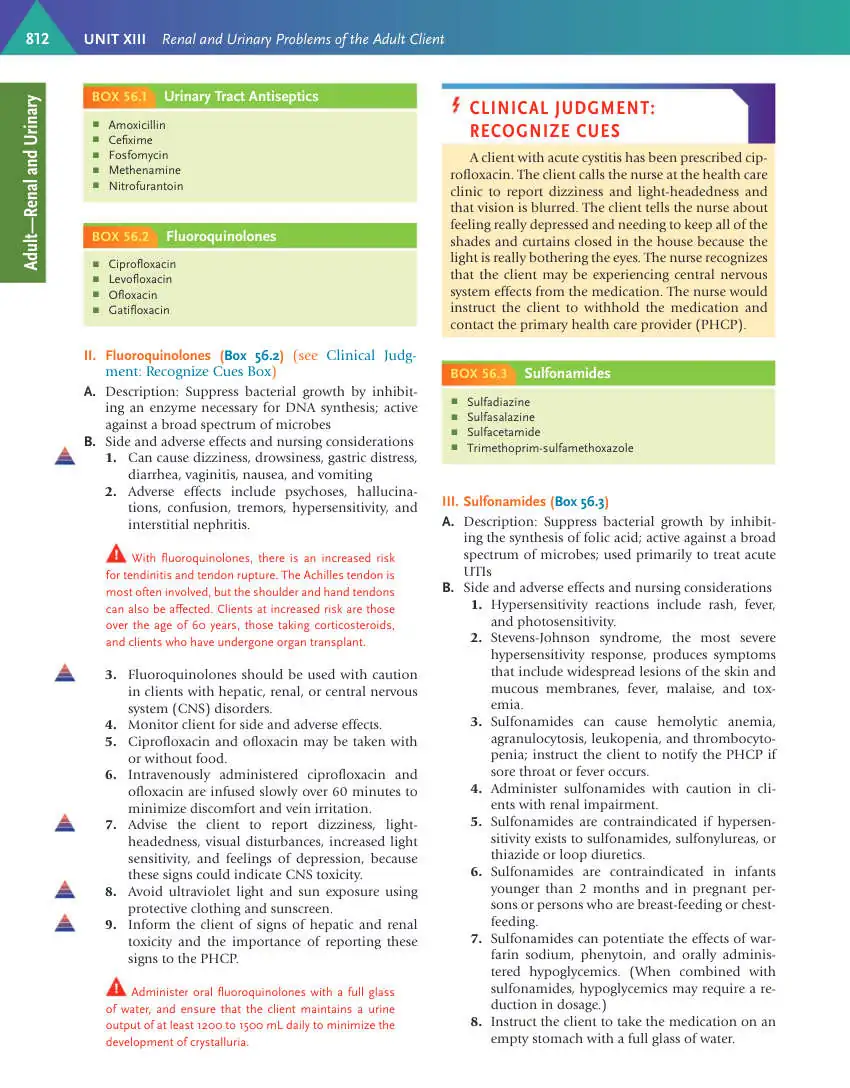 812 UNIT XIII Renal and Urinary Problems of the Adult Client
Adult—Renal and Urinary
BOX 56.1 Urinary Tract Antiseptics
■ Amoxicillin
■ Cefixime
■ Fosfomycin
■ Methenamine
■ Nitrofurantoin
BOX 56.2 Fluoroquinolones
■ Ciprofloxacin
■ Levofloxacin
■ Ofloxacin
■ Gatifloxacin
II. Fluoroquinolones (Box 56.2) (see Clinical Judg-
ment: Recognize Cues Box)
A. Description: Suppress bacterial growth by inhibit-
ing an enzyme necessary for DNA synthesis; active
against a broad spectrum of microbes
B. Side and adverse effects and nursing considerations
1. Can cause dizziness, drowsiness, gastric distress,
diarrhea, vaginitis, nausea, and vomiting
2. Adverse effects include psychoses, hallucina-
tions, confusion, tremors, hypersensitivity, and
interstitial nephritis.
With fluoroquinolones, there is an increased risk
for tendinitis and tendon rupture. The Achilles tendon is
most often involved, but the shoulder and hand tendons
can also be affected. Clients at increased risk are those
over the age of 60 years, those taking corticosteroids,
and clients who have undergone organ transplant.
3. Fluoroquinolones should be used with caution
in clients with hepatic, renal, or central nervous
system (CNS) disorders.
4. Monitor client for side and adverse effects.
5. Ciprofloxacin and ofloxacin may be taken with
or without food.
6. Intravenously administered ciprofloxacin and
ofloxacin are infused slowly over 60 minutes to
minimize discomfort and vein irritation.
7. Advise the client to report dizziness, light-
headedness, visual disturbances, increased light
sensitivity, and feelings of depression, because
these signs could indicate CNS toxicity.
8. Avoid ultraviolet light and sun exposure using
protective clothing and sunscreen.
9. Inform the client of signs of hepatic and renal
toxicity and the importance of reporting these
signs to the PHCP.
Administer oral fluoroquinolones with a full glass
of water, and ensure that the client maintains a urine
output of at least 1200 to 1500 mL daily to minimize the
development of crystalluria.
CLINICAL JUDGMENT:
RECOGNIZE CUES
A client with acute cystitis has been prescribed cip-
rofloxacin. The client calls the nurse at the health care
clinic to report dizziness and light-headedness and
that vision is blurred. The client tells the nurse about
feeling really depressed and needing to keep all of the
shades and curtains closed in the house because the
light is really bothering the eyes. The nurse recognizes
that the client may be experiencing central nervous
system effects from the medication. The nurse would
instruct the client to withhold the medication and
contact the primary health care provider (PHCP).
BOX 56.3 Sulfonamides
■ Sulfadiazine
■ Sulfasalazine
■ Sulfacetamide
■ Trimethoprim-sulfamethoxazole
III. Sulfonamides (Box 56.3)
A. Description: Suppress bacterial growth by inhibit-
ing the synthesis of folic acid; active against a broad
spectrum of microbes; used primarily to treat acute
UTIs
B. Side and adverse effects and nursing considerations
1. Hypersensitivity reactions include rash, fever,
and photosensitivity.
2. Stevens-Johnson syndrome, the most severe
hypersensitivity response, produces symptoms
that include widespread lesions of the skin and
mucous membranes, fever, malaise, and tox-
emia.
3. Sulfonamides can cause hemolytic anemia,
agranulocytosis, leukopenia, and thrombocyto-
penia; instruct the client to notify the PHCP if
sore throat or fever occurs.
4. Administer sulfonamides with caution in cli-
ents with renal impairment.
5. Sulfonamides are contraindicated if hypersen-
sitivity exists to sulfonamides, sulfonylureas, or
thiazide or loop diuretics.
6. Sulfonamides are contraindicated in infants
younger than 2 months and in pregnant per-
sons or persons who are breast-feeding or chest-
feeding.
7. Sulfonamides can potentiate the effects of war-
farin sodium, phenytoin, and orally adminis-
tered hypoglycemics. (When combined with
sulfonamides, hypoglycemics may require a re-
duction in dosage.)
8. Instruct the client to take the medication on an
empty stomach with a full glass of water.